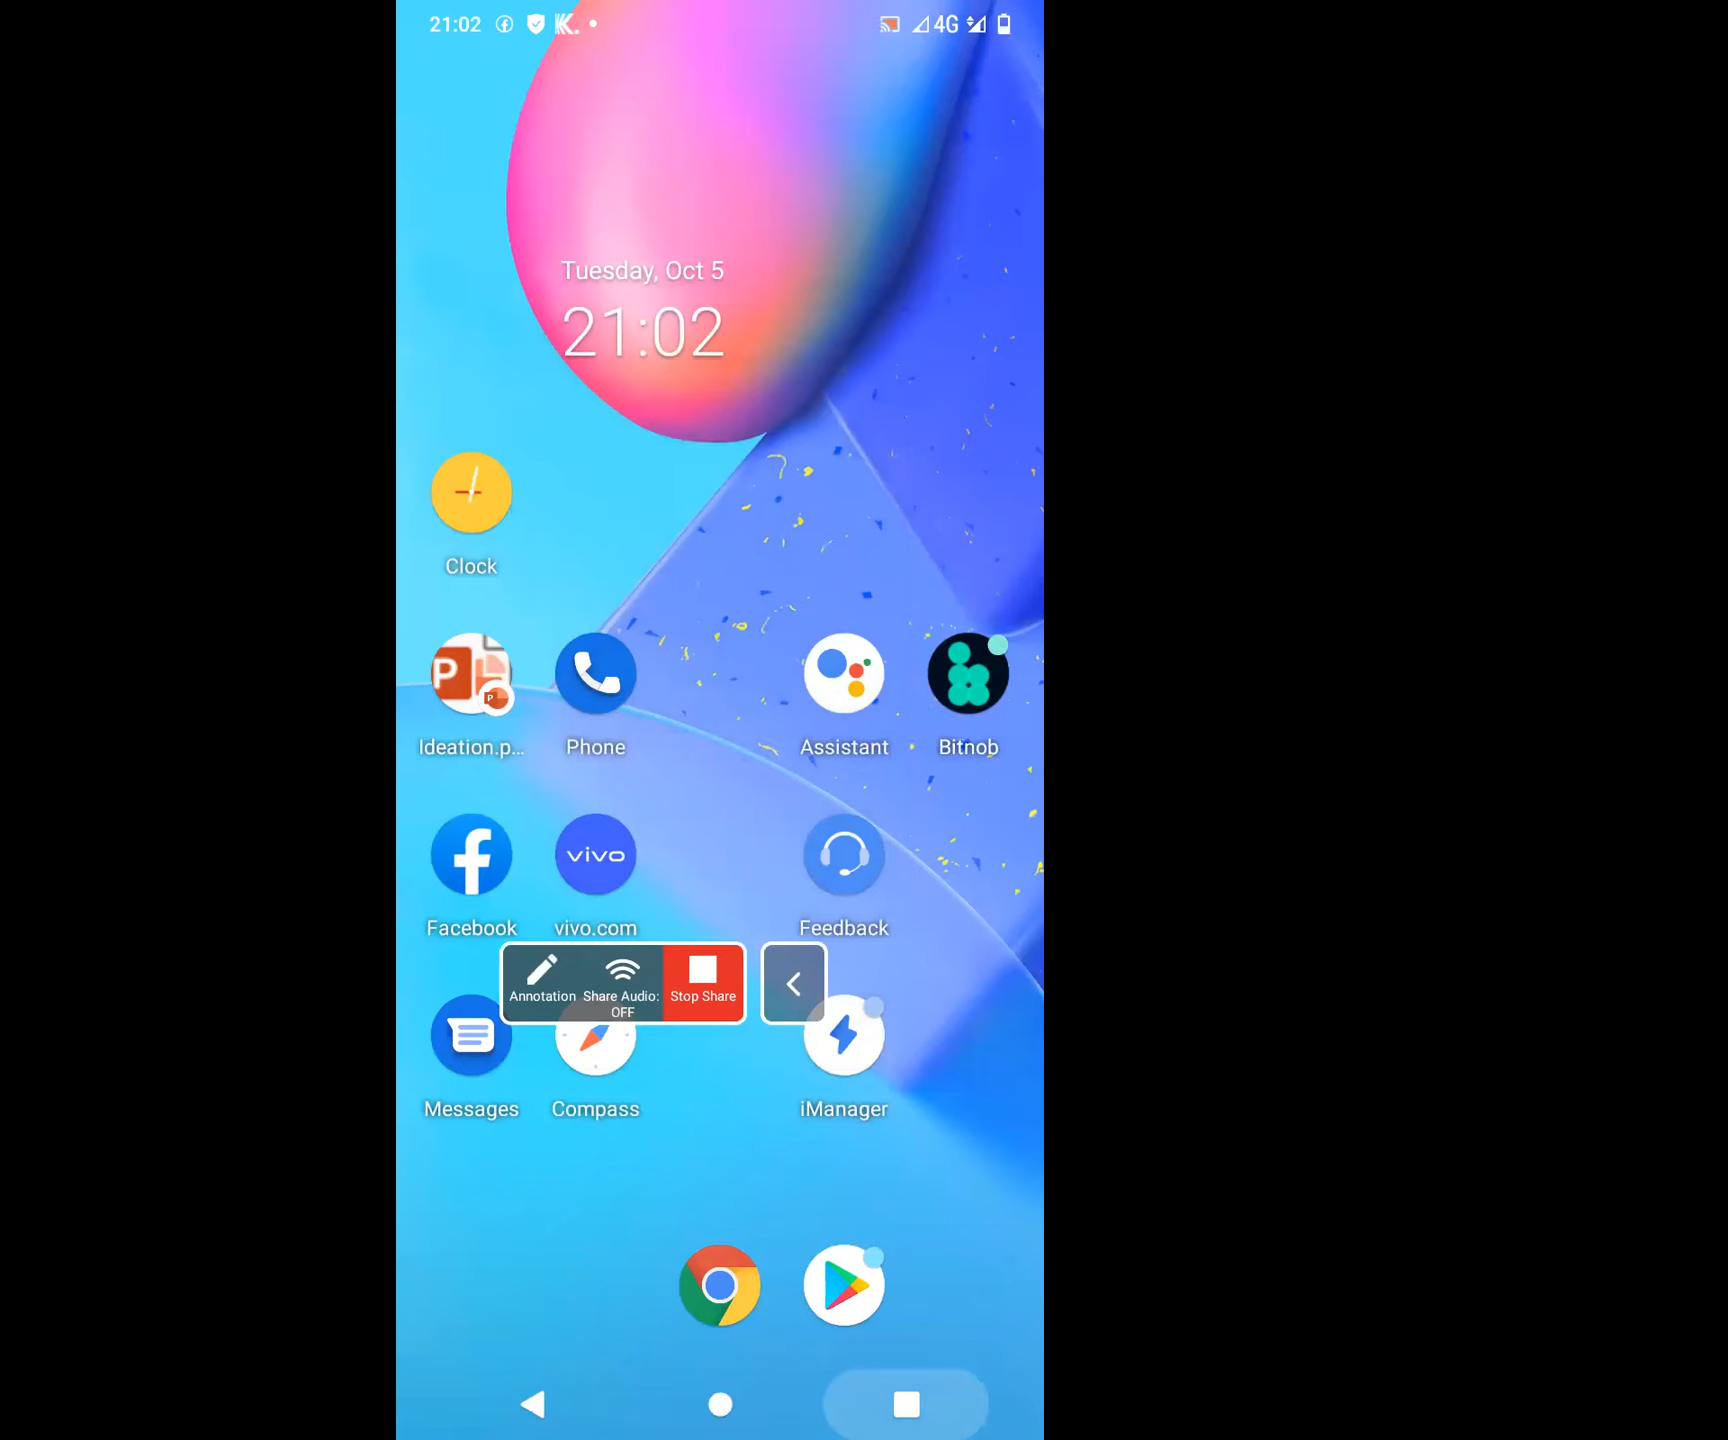 21:02
4G
Tuesday, Oct 5
21:02
Clock
Ideation.p...
Phone
Assistant
Bitnob
vivo
Facebook
vivo.com
Feedback
Annotation
Share Audio:
OFF
Stop Share
Messages
Compass
iManager